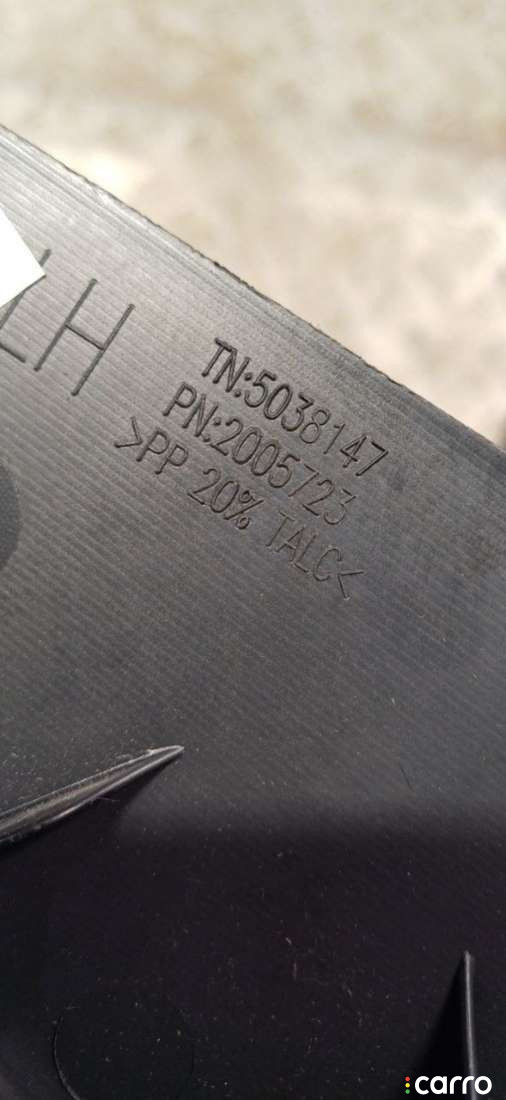 LH
TN:5038147
PN:2005723
>PP 20% TALC<
carro